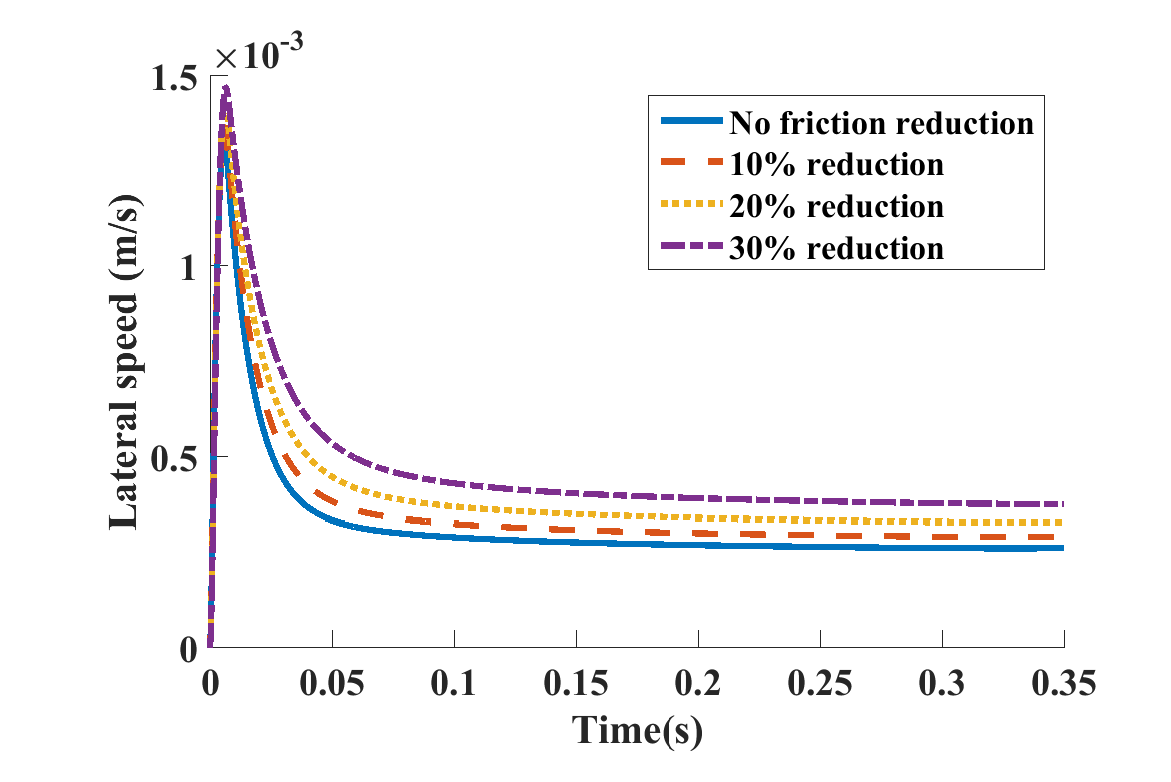 ×10-3
1.5
1
0.5
0
Lateral speed (m/s)
No friction reduction
10% reduction
20% reduction
30% reduction
0 0.05 0.1 0.15 0.2 0.25 0.3 0.35
Time(s)